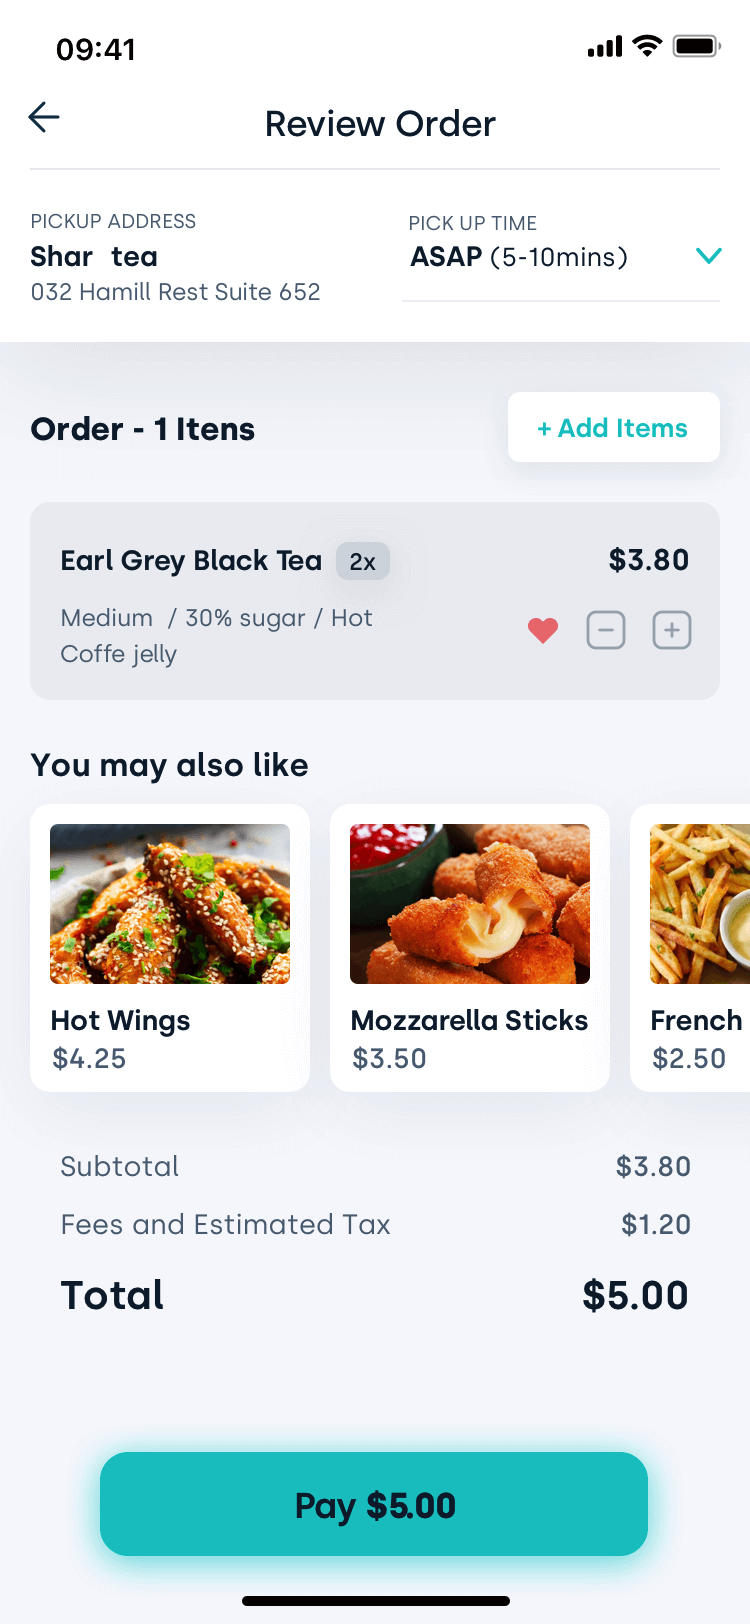 09:41
Review Order
PICKUP ADDRESS
Shar tea
032 Hamill Rest Suite 652
PICK UP TIME
ASAP (5-10mins)
Order - 1 Itens
+ Add Items
Earl Grey Black Tea 2x $3.80
Medium / 30% sugar / Hot
Coffe jelly
You may also like
Hot Wings
$4.25
Mozzarella Sticks
$3.50
French
$2.50
Subtotal $3.80
Fees and Estimated Tax $1.20
Total $5.00
Pay $5.00